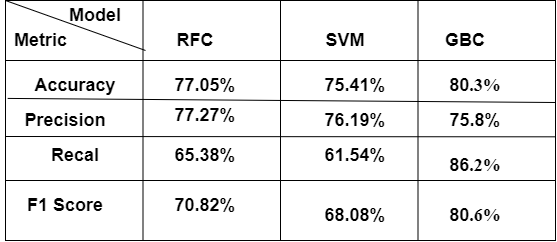 Model
Metric RFC SVM GBC
Accuracy 77.05% 75.41% 80.3%
Precision 77.27% 76.19% 75.8%
Recal 65.38% 61.54% 86.2%
F1 Score 70.82% 68.08% 80.6%